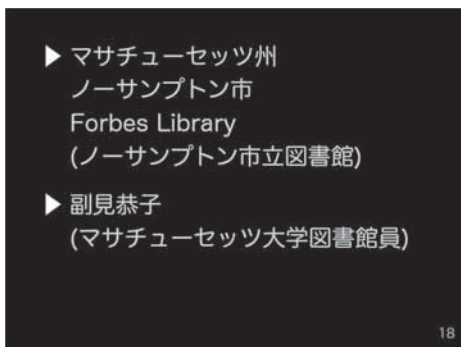 ▶ マサチューセッツ州
ノーサンプトン市
Forbes Library
(ノーサンプトン市立図書館)
▶ 副見恭子
(マサチューセッツ大学図書館員)
18